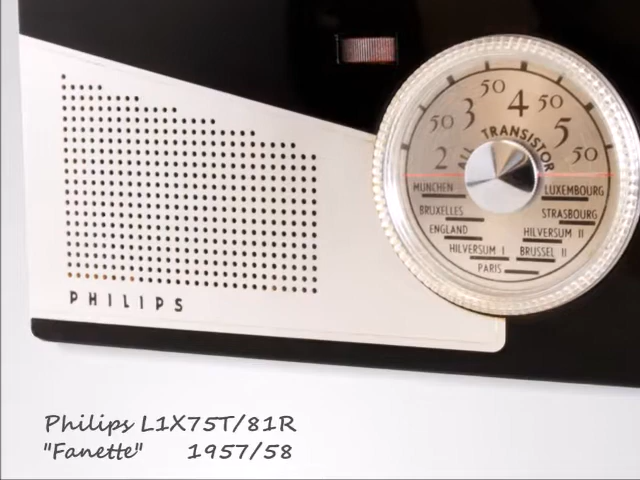 50 50
3 4
50 5
2 50
ALL TRANSISTOR
MUNCHEN LUXEMBOURG
BRUXELLES STRASBOURG
ENGLAND HILVERSUM II
HILVERSUM I BRUSSEL II
PARIS
PHILIPS
Philips L1X75T/81R
"Fanette" 1957/58